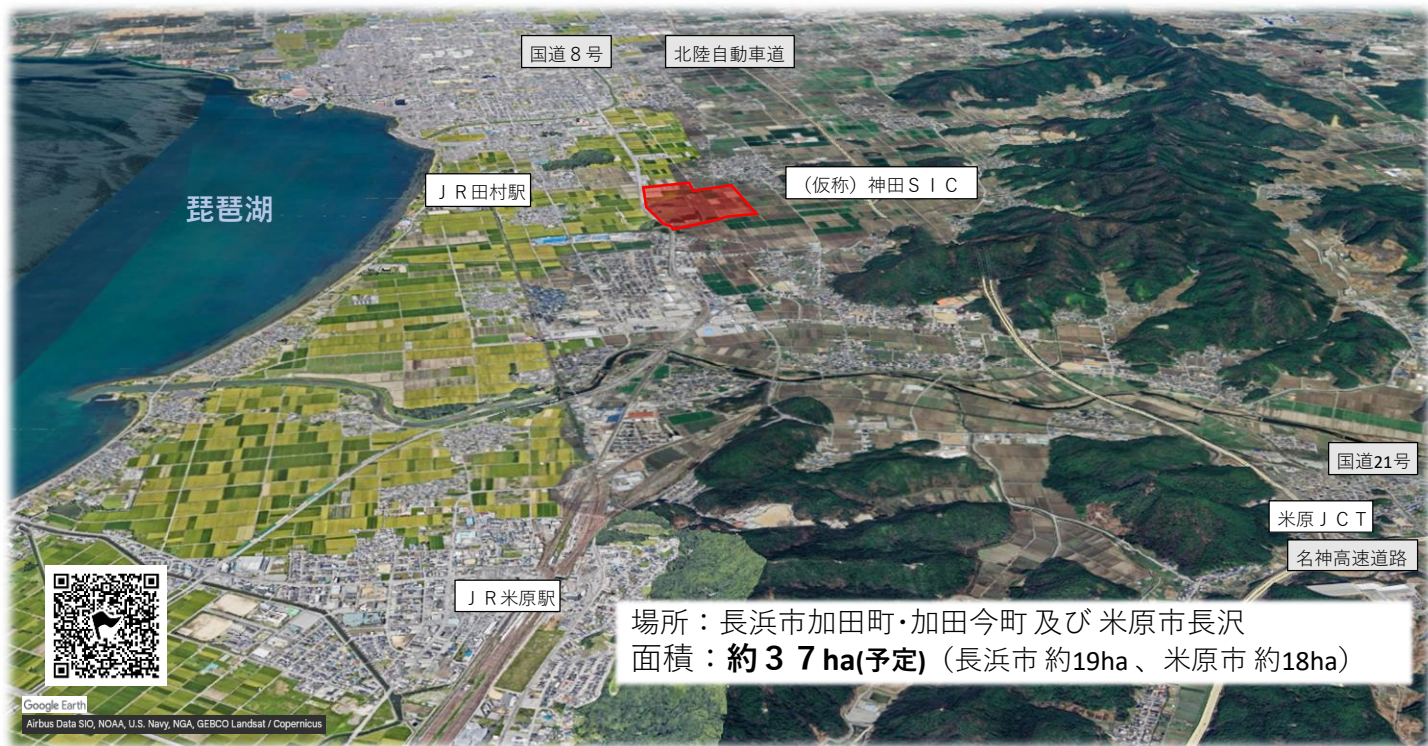 国道８号
北陸自動車道
ＪＲ田村駅
（仮称）神田ＳＩＣ
琵琶湖
国道21号
米原ＪＣＴ
名神高速道路
ＪＲ米原駅
場所：長浜市加田町･加田今町 及び 米原市長沢
面積：約３７ha(予定)（長浜市 約19ha 、米原市 約18ha）
Google Earth
Airbus Data SIO, NOAA, U.S. Navy, NGA, GEBCO Landsat / Copernicus